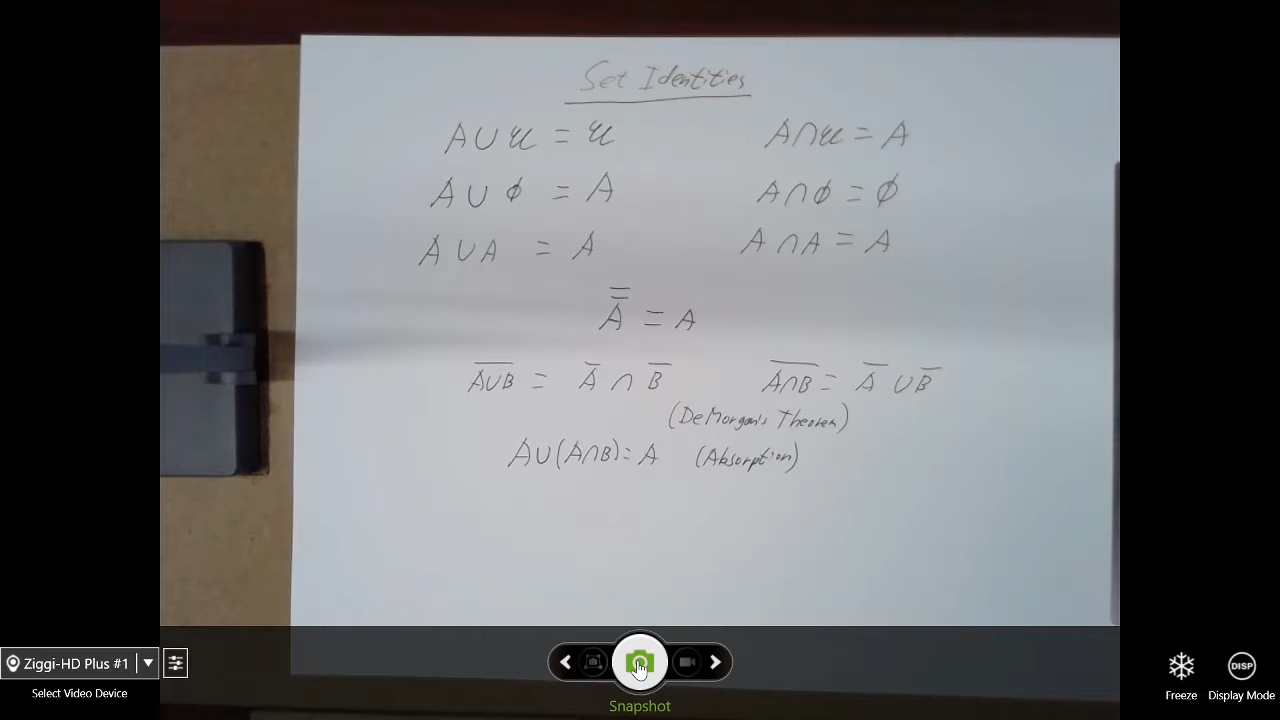 Set Identities
A∪𝒰 = 𝒰 A∩𝒰 = A
A∪ϕ = A A∩ϕ = ϕ
A∪A = A A∩A = A
A̿ = A
A∪B̅ = A̅ ∩ B̅ A∩B̅ = A̅ ∪ B̅
(DeMorgan's Theorem)
A∪(A∩B) = A (Absorption)
Ziggi-HD Plus #1
Select Video Device
Snapshot
Freeze
DISP
Display Mode